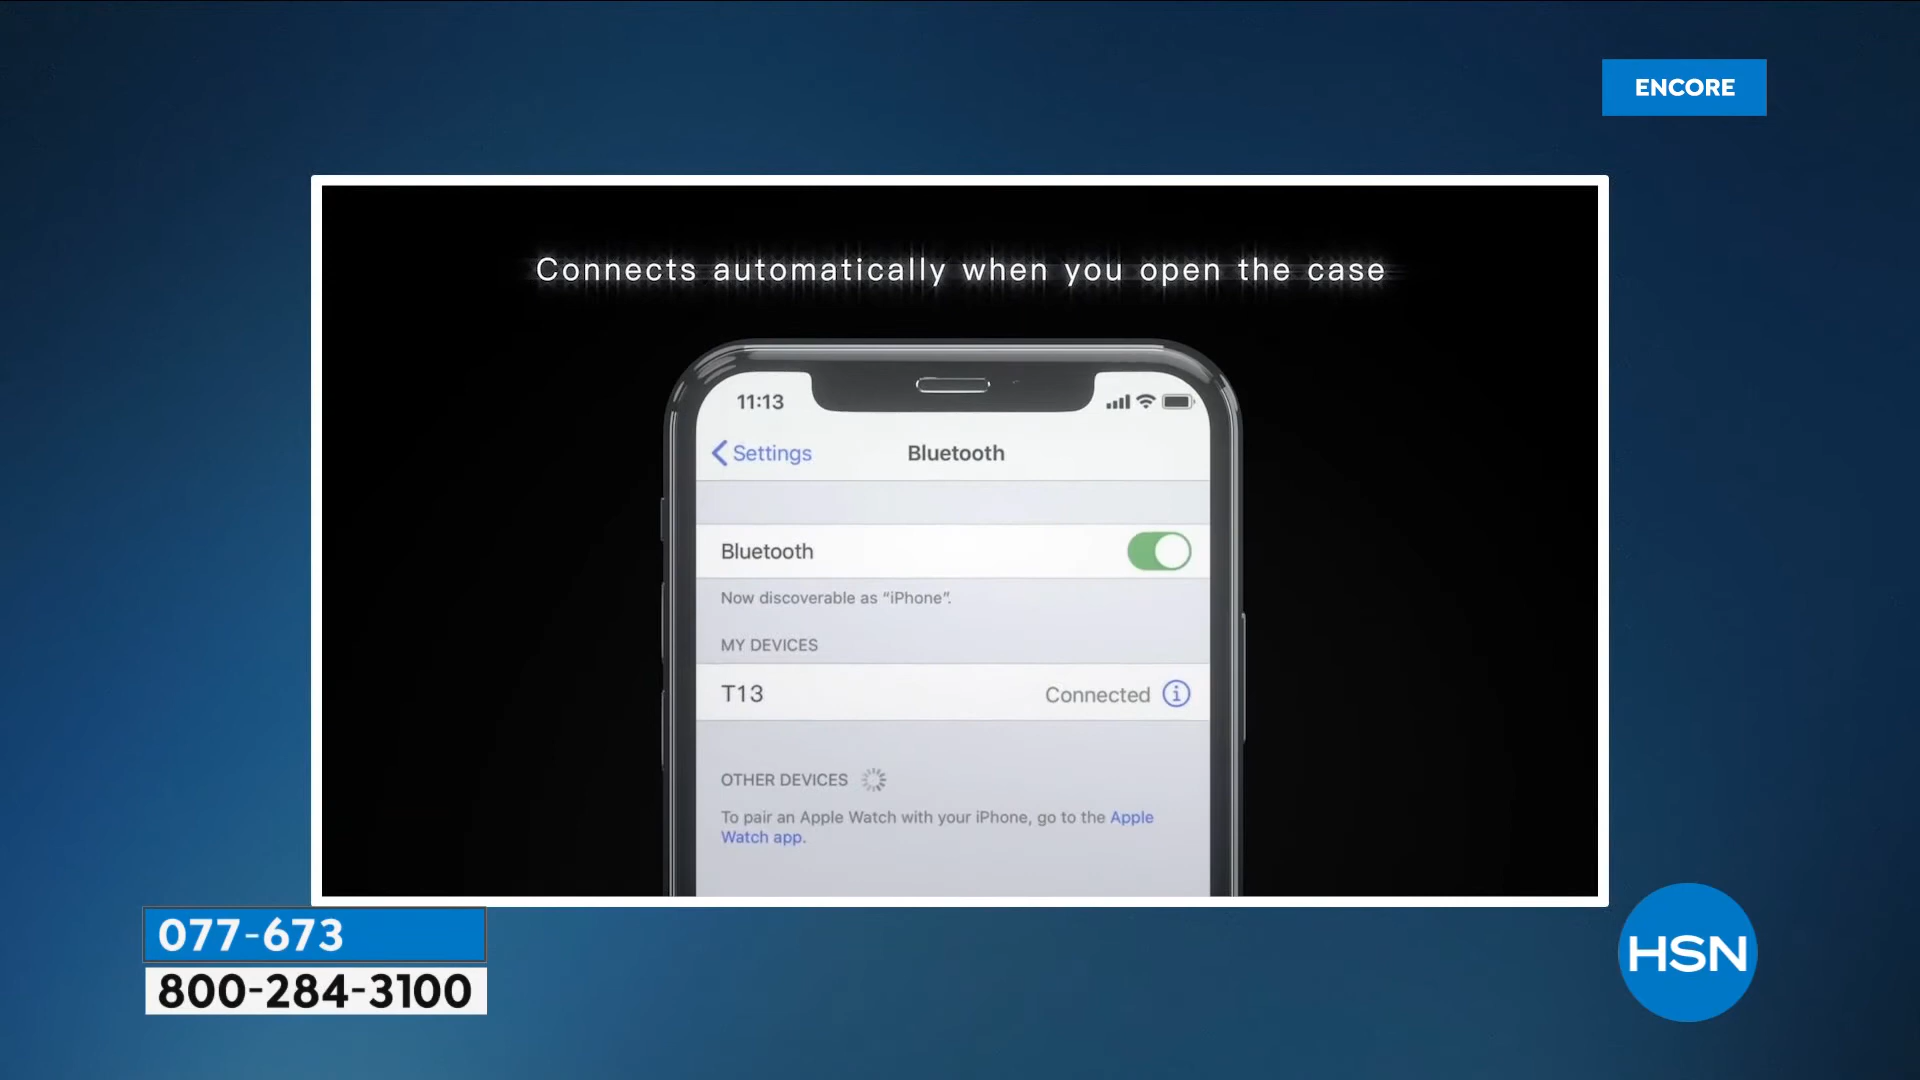 ENCORE
Connects automatically when you open the case
11:13
Settings
Bluetooth
Bluetooth
Now discoverable as “iPhone”.
MY DEVICES
T13
Connected
OTHER DEVICES
To pair an Apple Watch with your iPhone, go to the Apple
Watch app.
077-673
800-284-3100
HSN